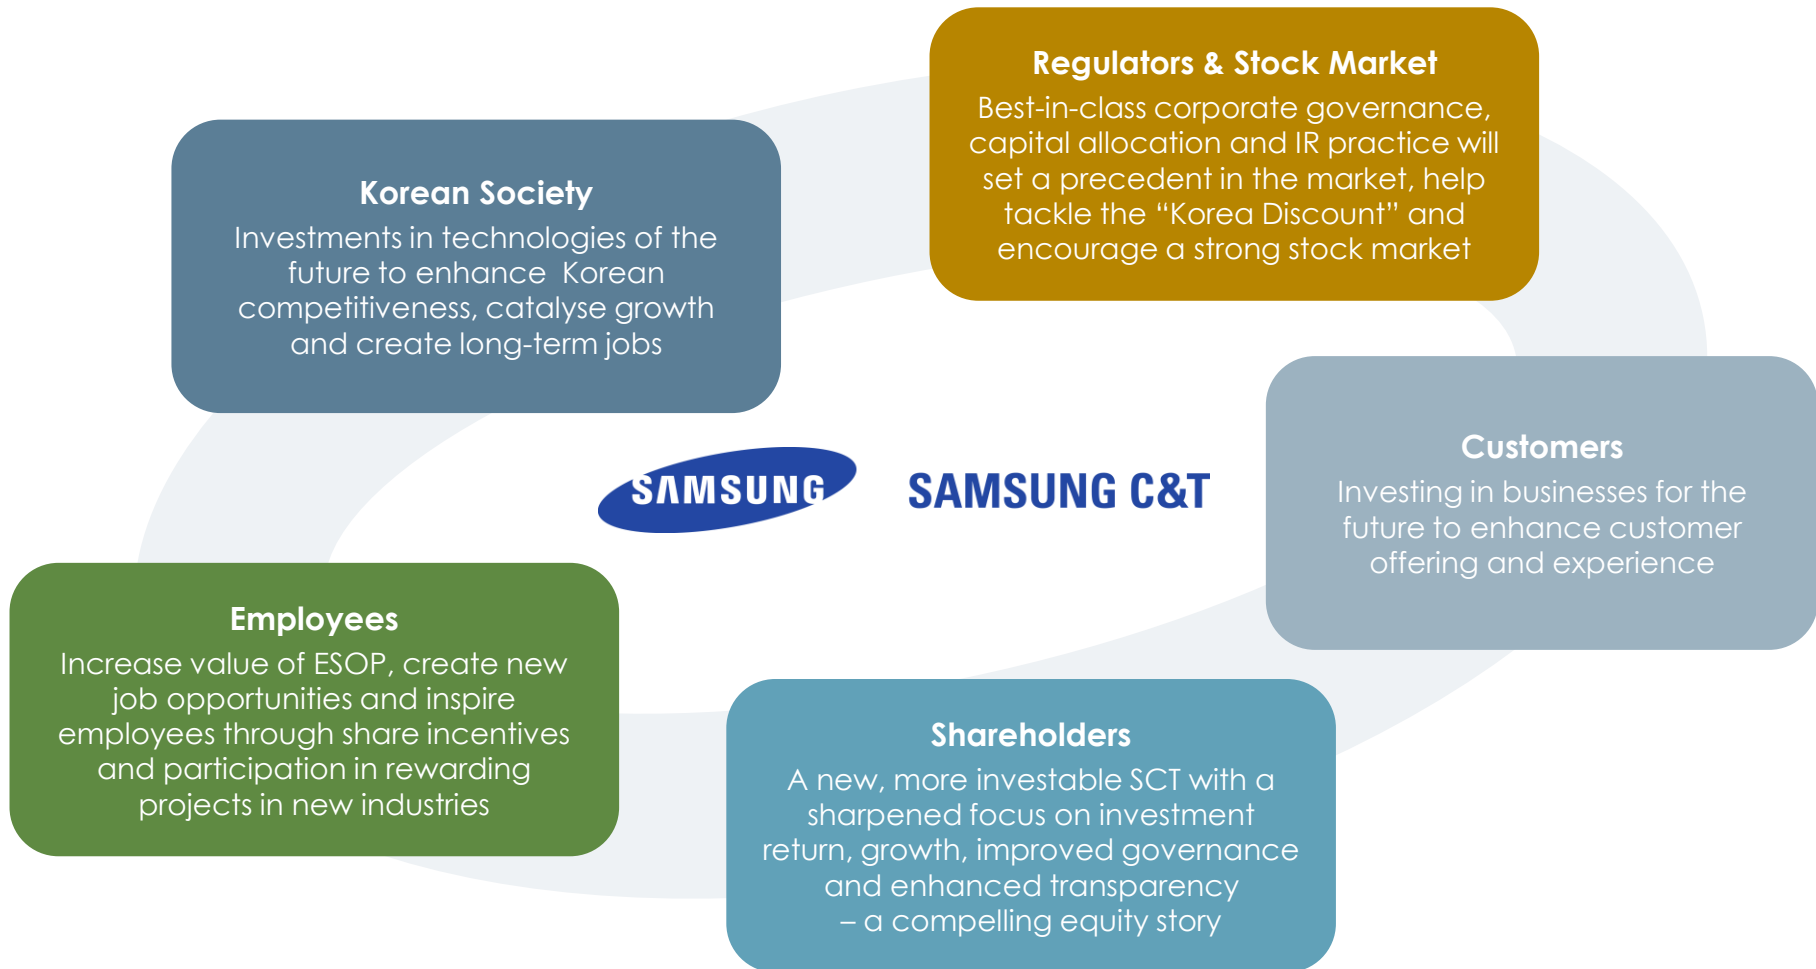 Regulators & Stock Market
Best-in-class corporate governance,
capital allocation and IR practice will
set a precedent in the market, help
tackle the “Korea Discount” and
encourage a strong stock market
Korean Society
Investments in technologies of the
future to enhance  Korean
competitiveness, catalyse growth
and create long-term jobs
Customers
Investing in businesses for the
future to enhance customer
offering and experience
SAMSUNG SAMSUNG C&T
Employees
Increase value of ESOP, create new
job opportunities and inspire
employees through share incentives
and participation in rewarding
projects in new industries
Shareholders
A new, more investable SCT with a
sharpened focus on investment
return, growth, improved governance
and enhanced transparency
– a compelling equity story